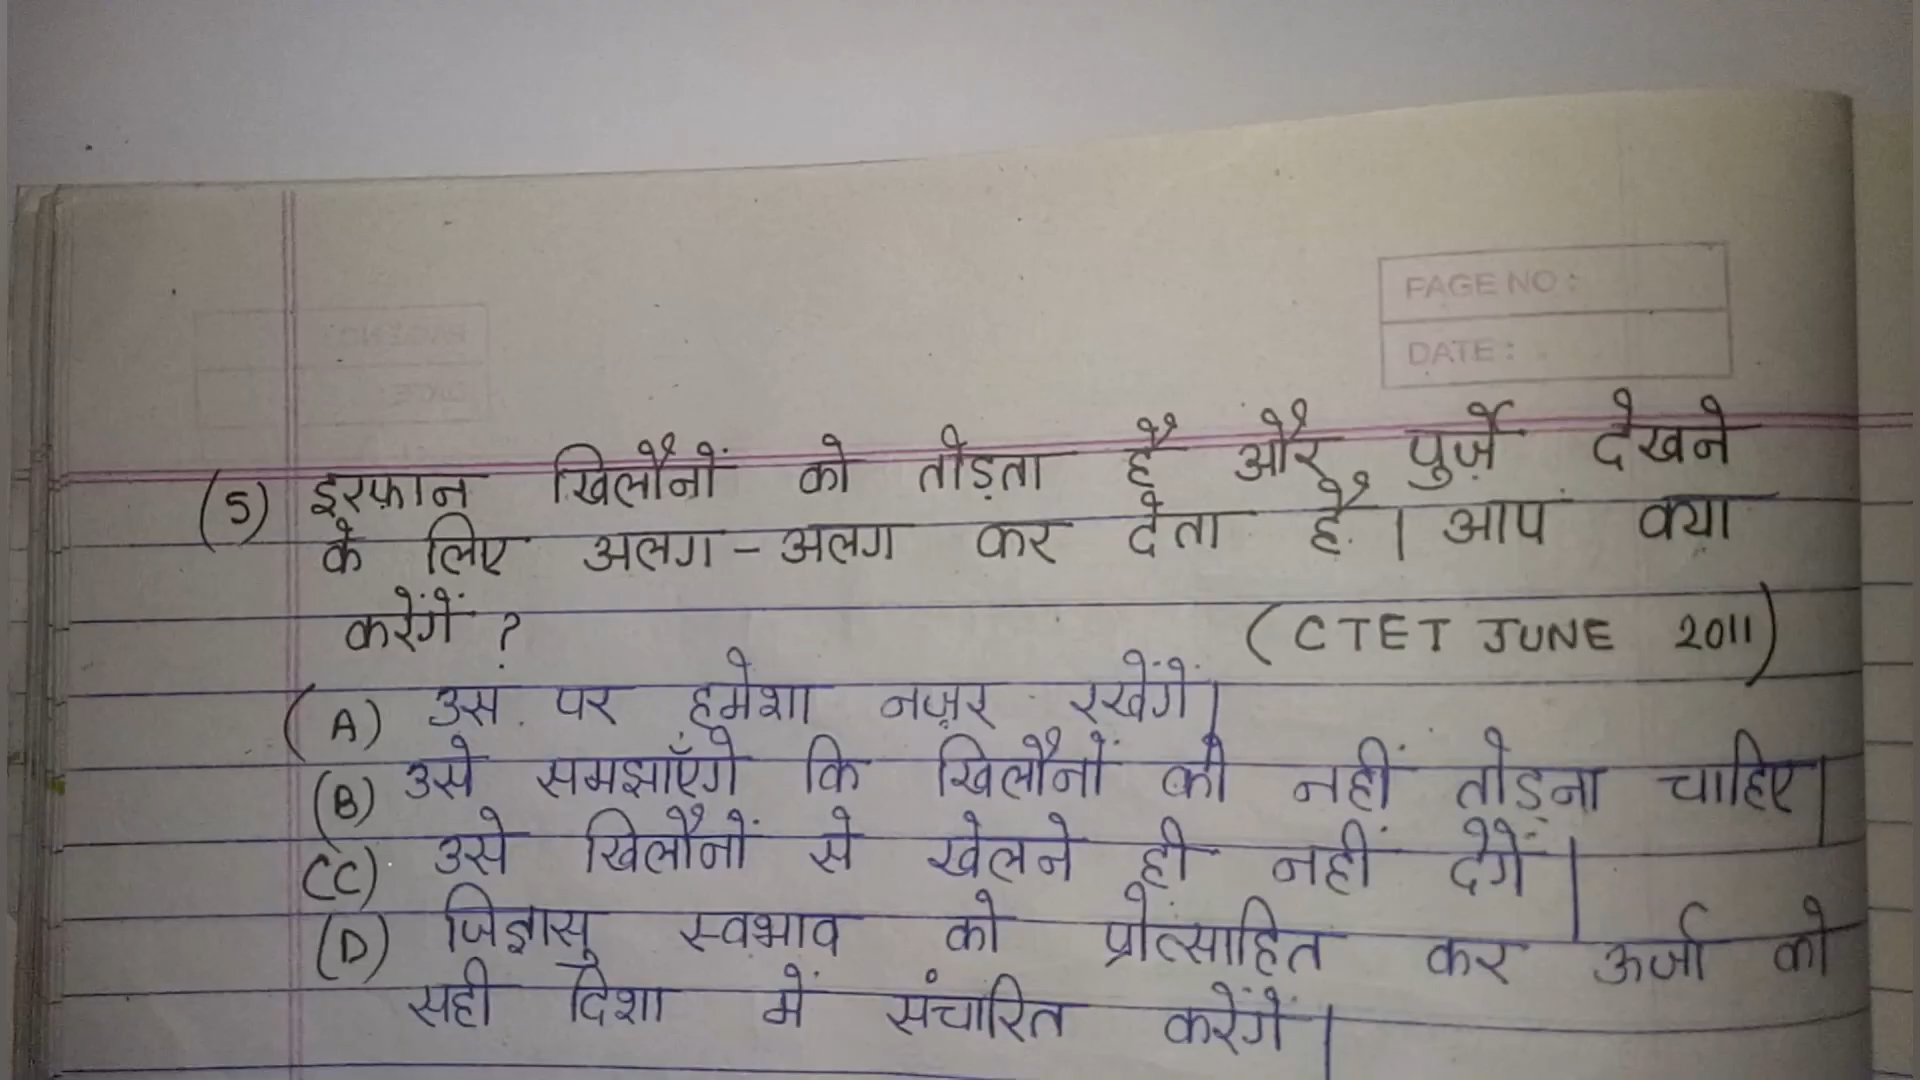 PAGE NO :
DATE :
(5) इरफ़ान खिलौनों को तोड़ता है और पुर्ज़े देखने
के लिए अलग-अलग कर देता है। आप क्या
करेंगें ?
(CTET JUNE 2011)
(A) उस पर हमेशा नज़र रखेंगें।
(B) उसे समझाएँगे कि खिलौनों को नहीं तोड़ना चाहिए।
(C) उसे खिलौनों से खेलने ही नहीं देगें।
(D) जिज्ञासु स्वभाव को प्रोत्साहित कर ऊर्जा को
सही दिशा में संचारित करेंगें।